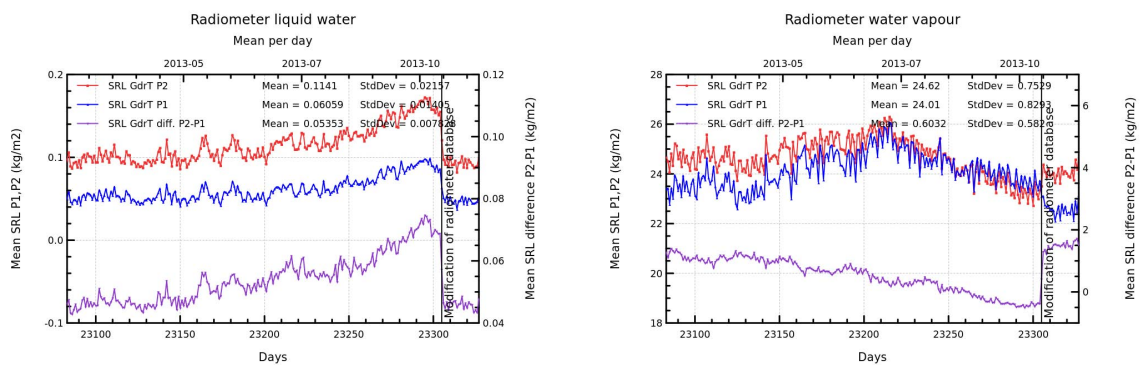 Radiometer liquid water
Mean per day
2013-05 2013-07 2013-10
0.2
0.1
0.0
-0.1
0.12
0.10
0.08
0.06
0.04
SRL GdrT P2 Mean = 0.1141 StdDev = 0.02157
SRL GdrT P1 Mean = 0.06059 StdDev = 0.01405
SRL GdrT diff. P2-P1 Mean = 0.05353 StdDev = 0.007828
Mean SRL P1,P2 (kg/m2)
Modification of radiometer database
Mean SRL difference P2-P1 (kg/m2)
23100 23150 23200 23250 23300
Days
Radiometer water vapour
Mean per day
2013-05 2013-07 2013-10
28
26
24
22
20
18
6
4
2
0
SRL GdrT P2 Mean = 24.62 StdDev = 0.7529
SRL GdrT P1 Mean = 24.01 StdDev = 0.8293
SRL GdrT diff. P2-P1 Mean = 0.6032 StdDev =
Mean SRL P1,P2 (kg/m2)
Modification of radiometer database
Mean SRL difference P2-P1 (kg/m2)
23100 23150 23200 23250 23300
Days